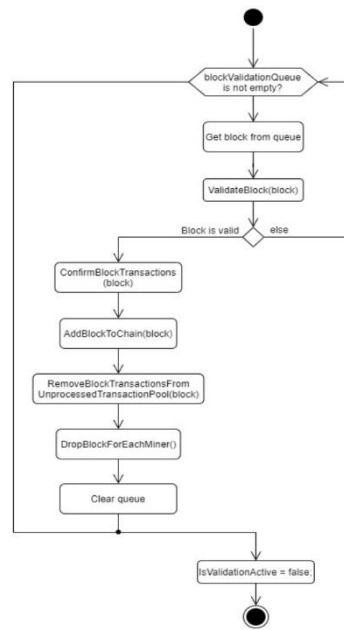 blockValidationQueue
is not empty?
Get block from queue
ValidateBlock(block)
Block is valid
else
ConfirmBlockTransactions
(block)
AddBlockToChain(block)
RemoveBlockTransactionsFrom
UnprocessedTransactionPool(block)
DropBlockForEachMiner()
Clear queue
IsValidationActive = false;